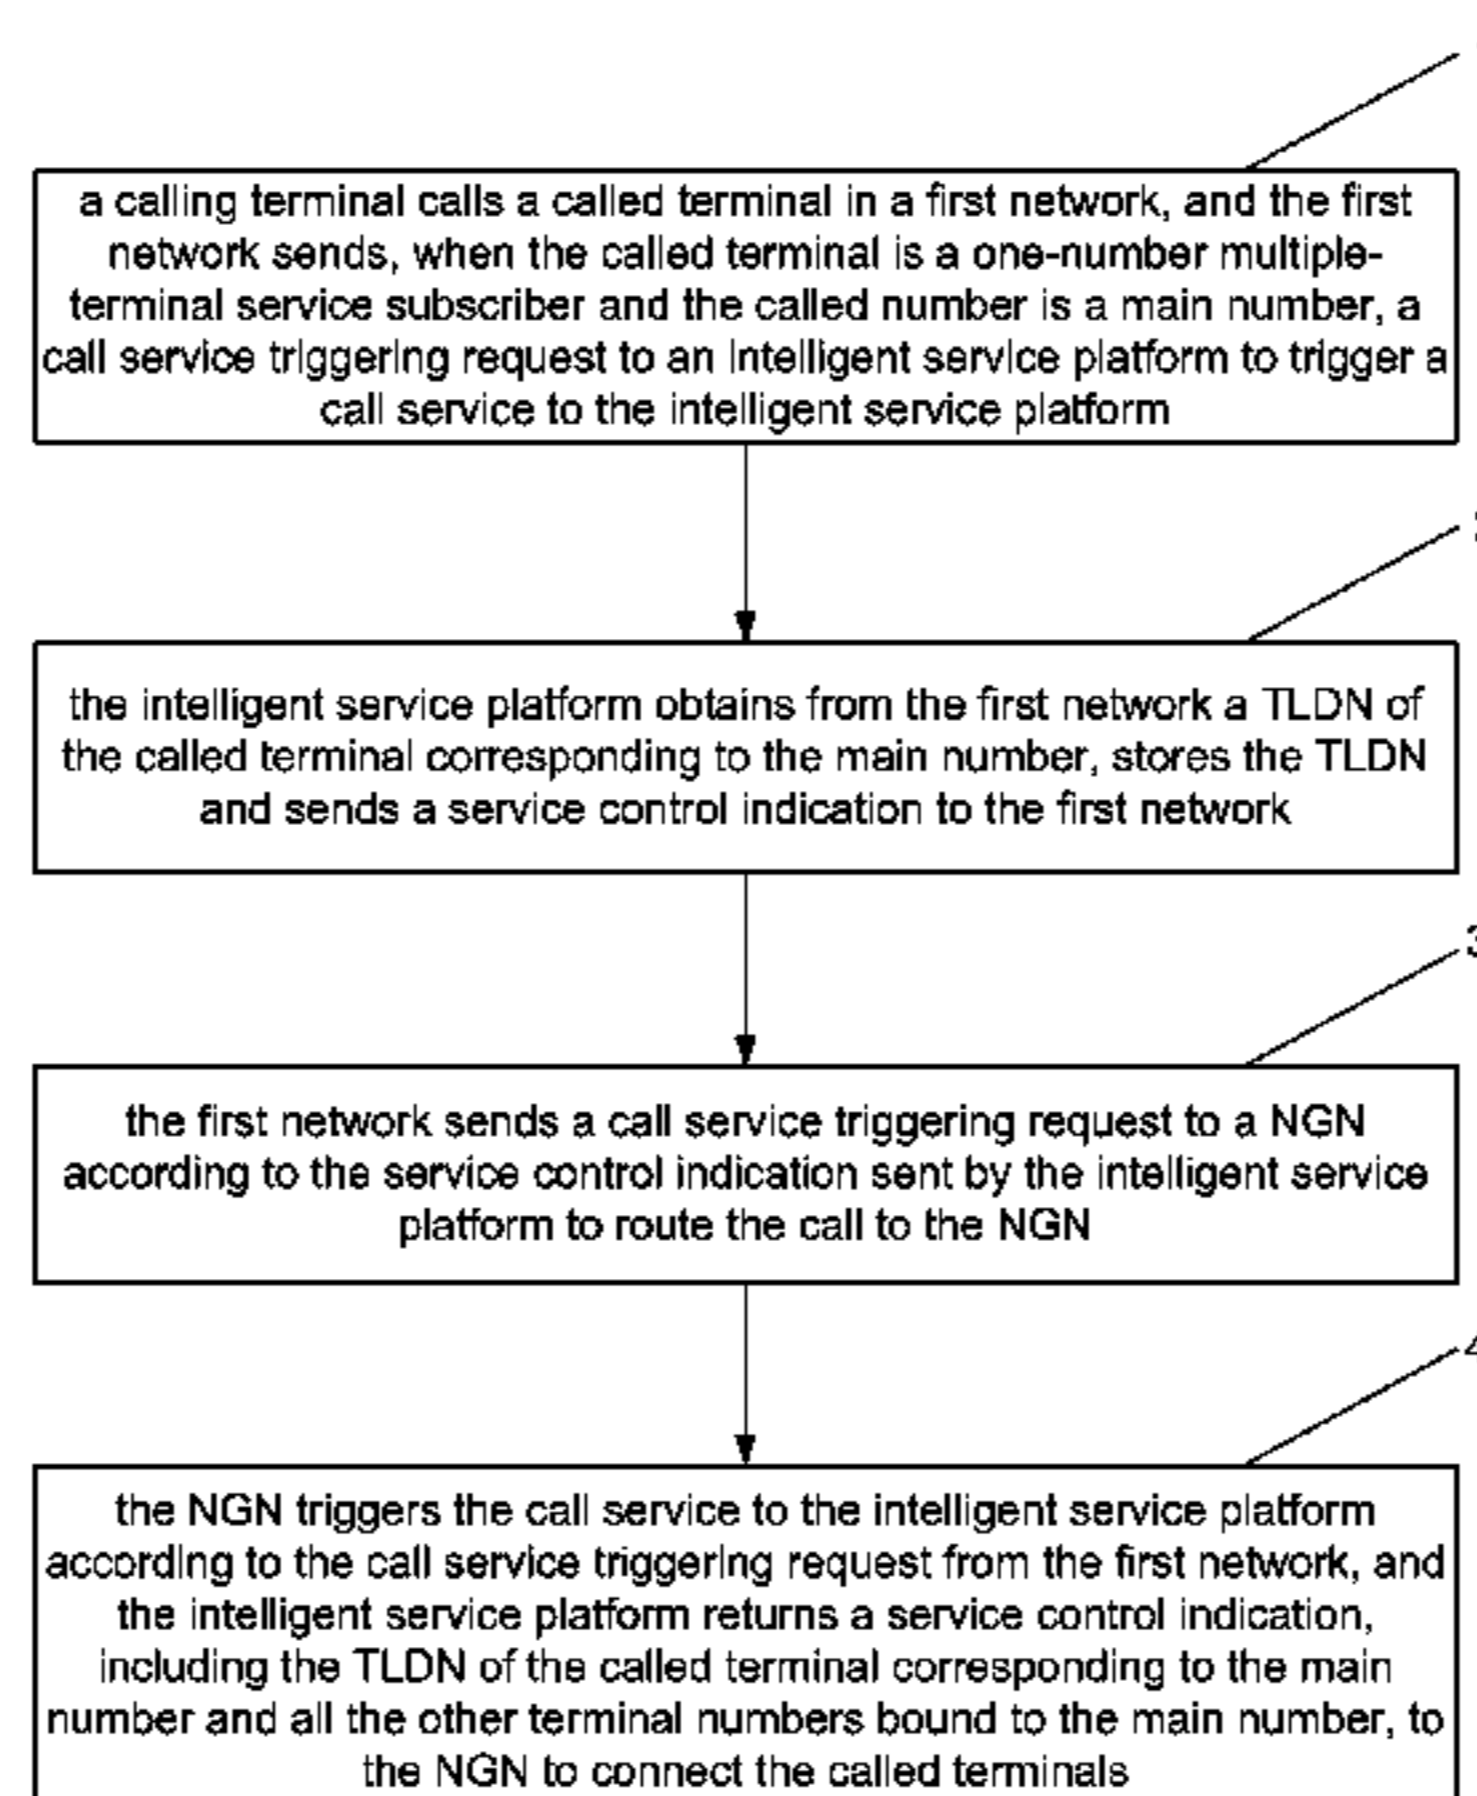 a calling terminal calls a called terminal in a first network, and the first
network sends, when the called terminal is a one-number multiple-
terminal service subscriber and the called number is a main number, a
call service triggering request to an intelligent service platform to trigger a
call service to the intelligent service platform
the intelligent service platform obtains from the first network a TLDN of
the called terminal corresponding to the main number, stores the TLDN
and sends a service control indication to the first network
the first network sends a call service triggering request to a NGN
according to the service control indication sent by the intelligent service
platform to route the call to the NGN
the NGN triggers the call service to the intelligent service platform
according to the call service triggering request from the first network, and
the intelligent service platform returns a service control indication,
including the TLDN of the called terminal corresponding to the main
number and all the other terminal numbers bound to the main number, to
the NGN to connect the called terminals